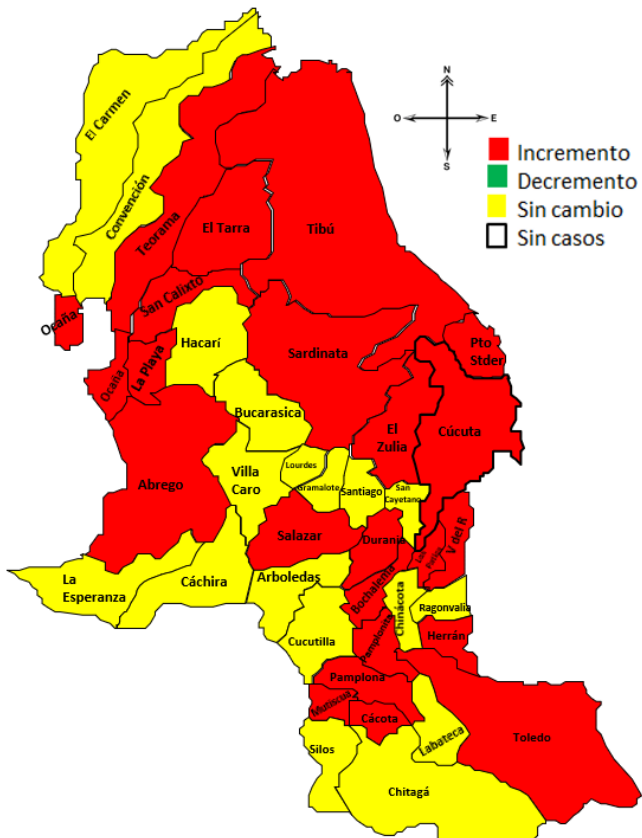 N
O
E
S
Incremento
Decremento
Sin cambio
Sin casos
El Carmen
Convención
Teorama
El Tarra
Tibú
San Calixto
Ocaña
Hacarí
Sardinata
Pto
Stder
Ocaña
La Playa
Bucarasica
El
Zulia
Cúcuta
Abrego
Villa
Caro
Lourdes
Gramalote
Santiago
San
Cayetano
Salazar
Durania
Los
V del R
La
Esperanza
Cáchira
Arboledas
Bochalema
Chinácota
Ragonvalia
Cucutilla
Pamplonita
Herrán
Pamplona
Mutiscua
Cácota
Labateca
Toledo
Silos
Chitagá